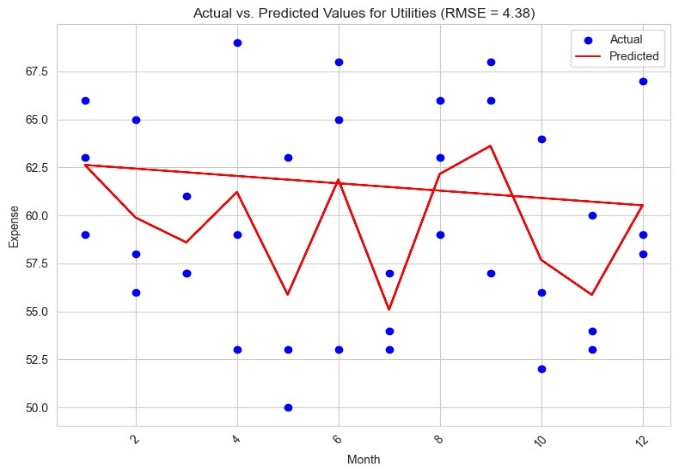 Actual vs. Predicted Values for Utilities (RMSE = 4.38)
Actual
Predicted
67.5
65.0
62.5
60.0
57.5
55.0
52.5
50.0
Expense
2
4
6
8
10
12
Month